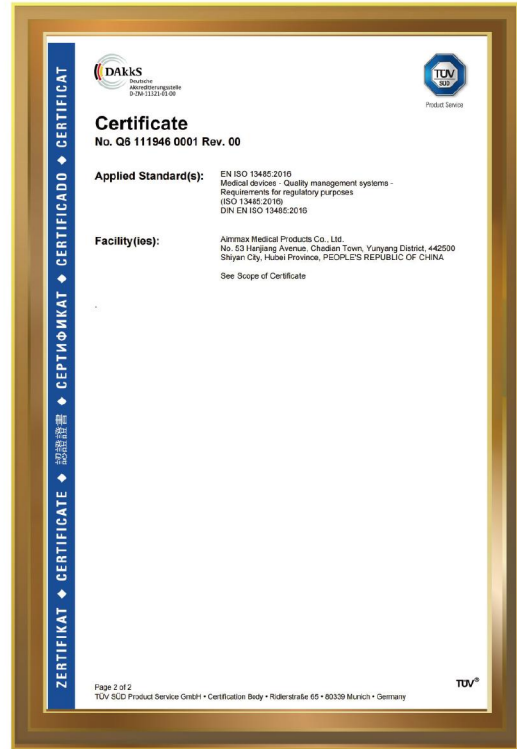 DAkkS
Deutsche
Akkreditierungsstelle
D-ZM-11321-01-00
TÜV
SÜD
Product Service
Certificate
No. Q6 111946 0001 Rev. 00
Applied Standard(s):
EN ISO 13485:2016
Medical devices - Quality management systems -
Requirements for regulatory purposes
(ISO 13485:2016)
DIN EN ISO 13485:2016
Facility(ies):
Aimmax Medical Products Co., Ltd.
No. 53 Hanjiang Avenue, Chadian Town, Yunyang District, 442500
Shiyan City, Hubei Province, PEOPLE'S REPUBLIC OF CHINA
See Scope of Certificate
ZERTIFIKAT ◆ CERTIFICATE ◆ 認證證書 ◆ СЕРТИФИКАТ ◆ CERTIFICADO ◆ CERTIFICAT
Page 2 of 2
TÜV SÜD Product Service GmbH • Certification Body • Ridlerstraße 65 • 80339 Munich • Germany
TÜV®